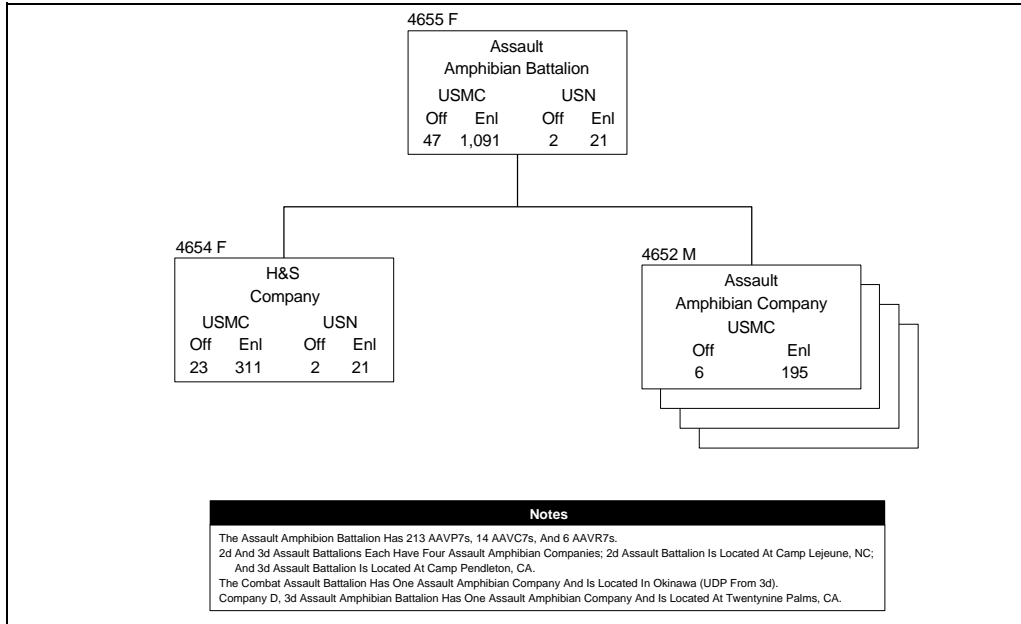 4655 F
Assault
Amphibian Battalion
USMC USN
Off Enl Off Enl
47 1,091 2 21
4654 F
H&S
Company
USMC USN
Off Enl Off Enl
23 311 2 21
4652 M
Assault
Amphibian Company
USMC
Off Enl
6 195
Notes
The Assault Amphibion Battalion Has 213 AAVP7s, 14 AAVC7s, And 6 AAVR7s.
2d And 3d Assault Battalions Each Have Four Assault Amphibian Companies; 2d Assault Battalion Is Located At Camp Lejeune, NC;
And 3d Assault Battalion Is Located At Camp Pendleton, CA.
The Combat Assault Battalion Has One Assault Amphibian Company And Is Located In Okinawa (UDP From 3d).
Company D, 3d Assault Amphibian Battalion Has One Assault Amphibian Company And Is Located At Twentynine Palms, CA.